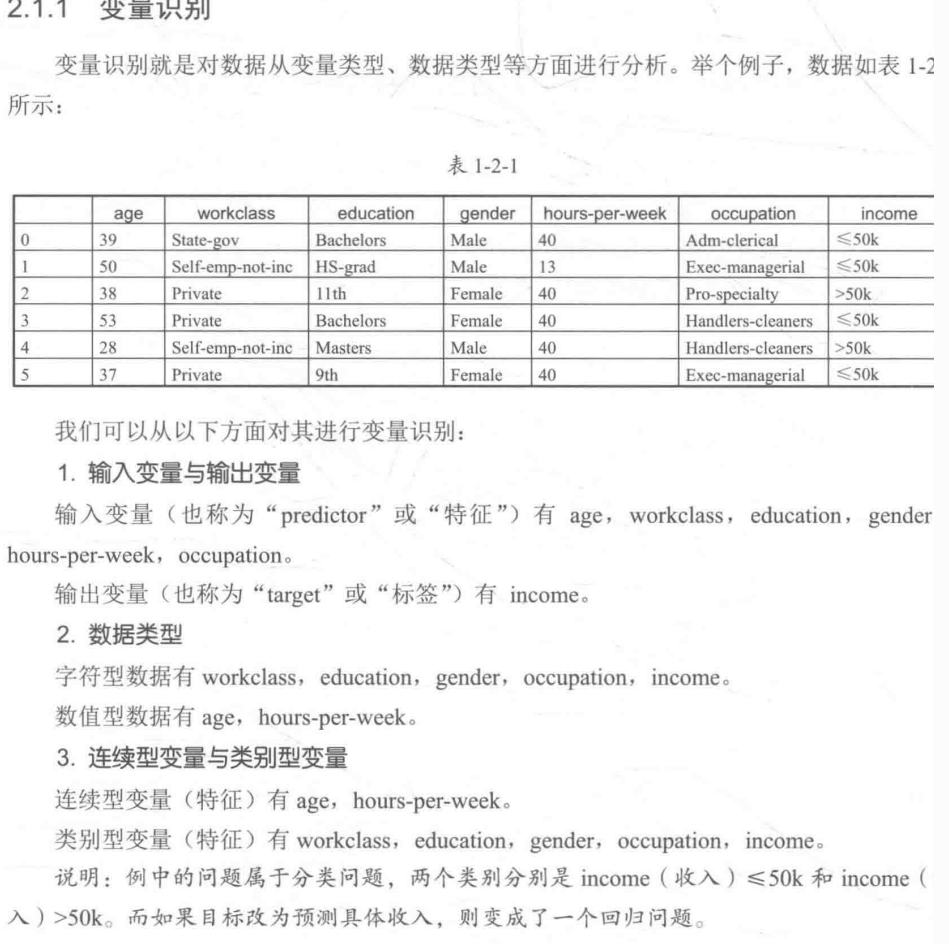 2.1.1 变量识别
变量识别就是对数据从变量类型、数据类型等方面进行分析。举个例子，数据如表 1-2
所示：
表 1-2-1
age workclass education gender hours-per-week occupation income
0 39 State-gov Bachelors Male 40 Adm-clerical ≤50k
1 50 Self-emp-not-inc HS-grad Male 13 Exec-managerial ≤50k
2 38 Private 11th Female 40 Pro-specialty >50k
3 53 Private Bachelors Female 40 Handlers-cleaners ≤50k
4 28 Self-emp-not-inc Masters Male 40 Handlers-cleaners >50k
5 37 Private 9th Female 40 Exec-managerial ≤50k
我们可以从以下方面对其进行变量识别：
1. 输入变量与输出变量
输入变量（也称为“predictor”或“特征”）有 age，workclass，education，gender
hours-per-week，occupation。
输出变量（也称为“target”或“标签”）有 income。
2. 数据类型
字符型数据有 workclass，education，gender，occupation，income。
数值型数据有 age，hours-per-week。
3. 连续型变量与类别型变量
连续型变量（特征）有 age，hours-per-week。
类别型变量（特征）有 workclass，education，gender，occupation，income。
说明：例中的问题属于分类问题，两个类别分别是 income（收入）≤50k 和 income（
入）>50k。而如果目标改为预测具体收入，则变成了一个回归问题。